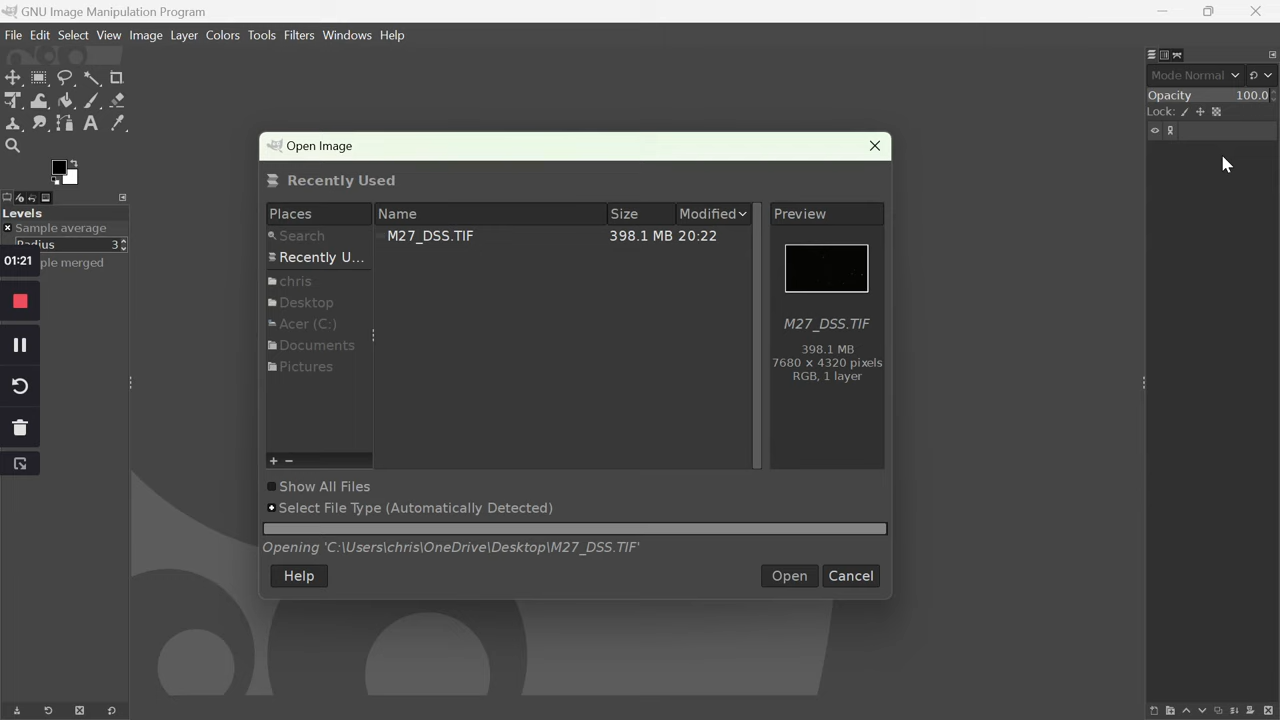 GNU Image Manipulation Program
File Edit Select View Image Layer Colors Tools Filters Windows Help
Levels
Sample average
Radius 3
01:21
ple merged
Open Image
Recently Used
Places
Search
Recently U...
chris
Desktop
Acer (C:)
Documents
Pictures
Name Size Modified
M27_DSS.TIF 398.1 MB 20:22
Preview
M27_DSS.TIF
398.1 MB
7680 × 4320 pixels
RGB, 1 layer
Show All Files
Select File Type (Automatically Detected)
Opening 'C:\Users\chris\OneDrive\Desktop\M27_DSS.TIF'
Help Open Cancel
Mode Normal
Opacity 100.0
Lock: